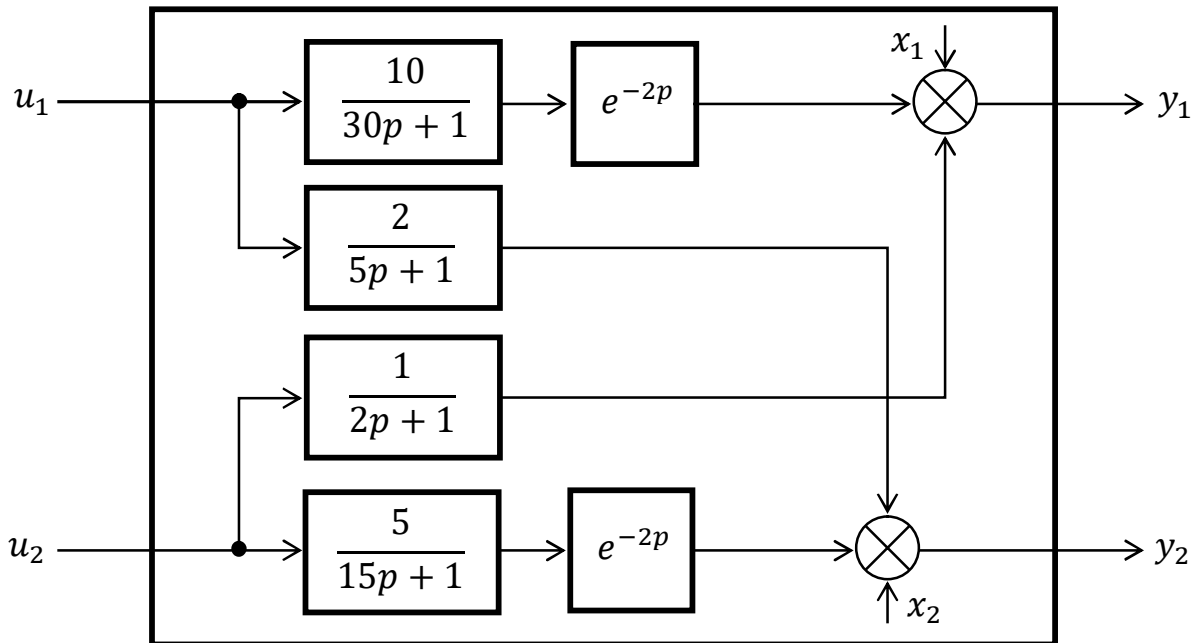 x₁
u₁
10
30p + 1
e⁻²ᵖ
y₁
2
5p + 1
1
2p + 1
u₂
5
15p + 1
e⁻²ᵖ
y₂
x₂